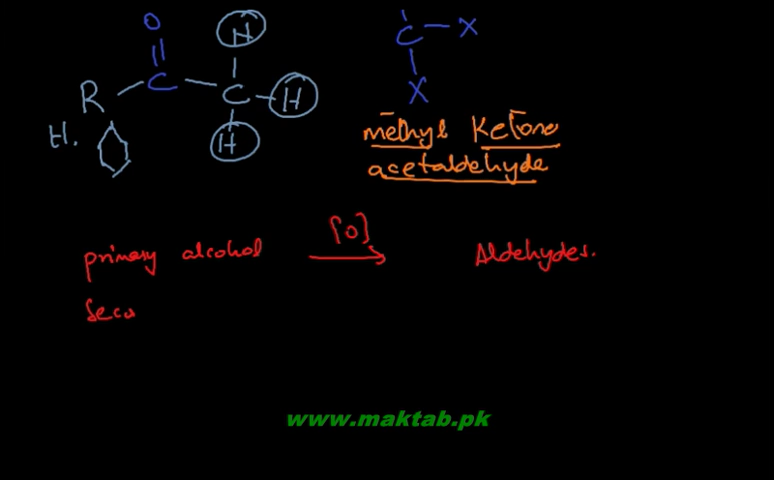 O H
C X
R C C H
X
H. H
methyl Ketone
acetaldehyde
primary alcohol [O] Aldehydes.
Seco
www.maktab.pk